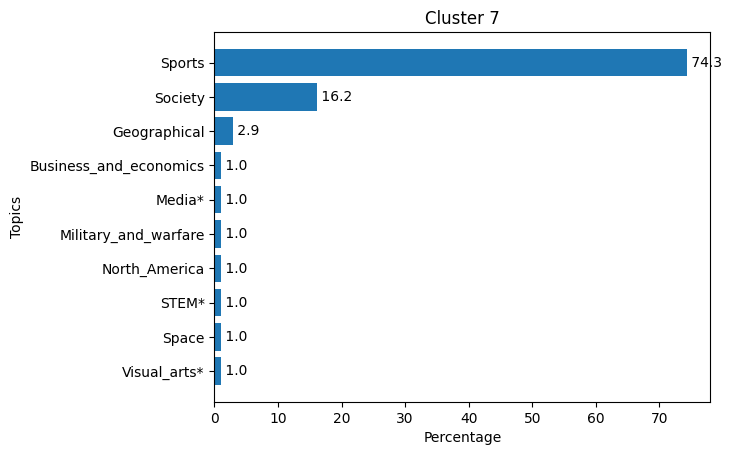 Cluster 7
Topics
Sports 74.3
Society 16.2
Geographical 2.9
Business_and_economics 1.0
Media* 1.0
Military_and_warfare 1.0
North_America 1.0
STEM* 1.0
Space 1.0
Visual_arts* 1.0
0 10 20 30 40 50 60 70
Percentage